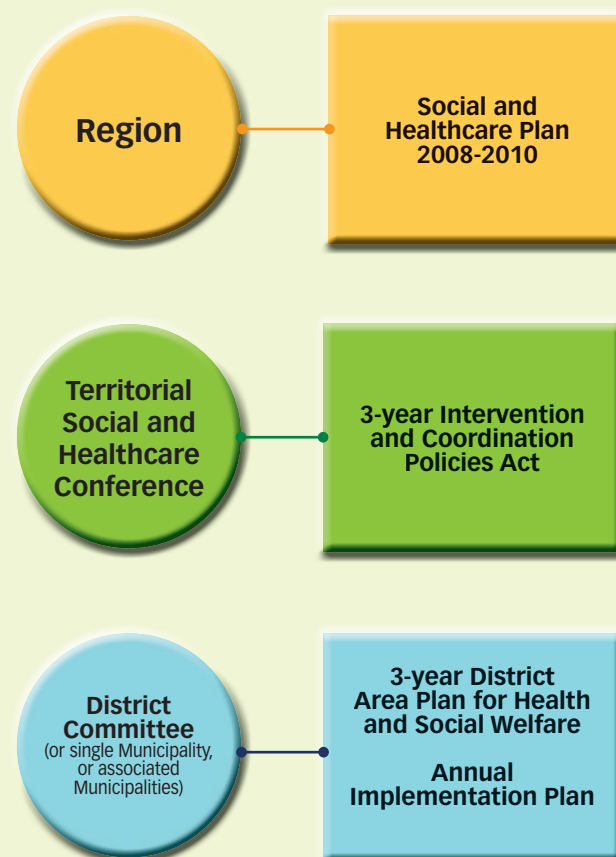 Region
Social and
Healthcare Plan
2008-2010
Territorial
Social and
Healthcare
Conference
3-year Intervention
and Coordination
Policies Act
District
Committee
(or single Municipality,
or associated
Municipalities)
3-year District
Area Plan for Health
and Social Welfare
Annual
Implementation Plan